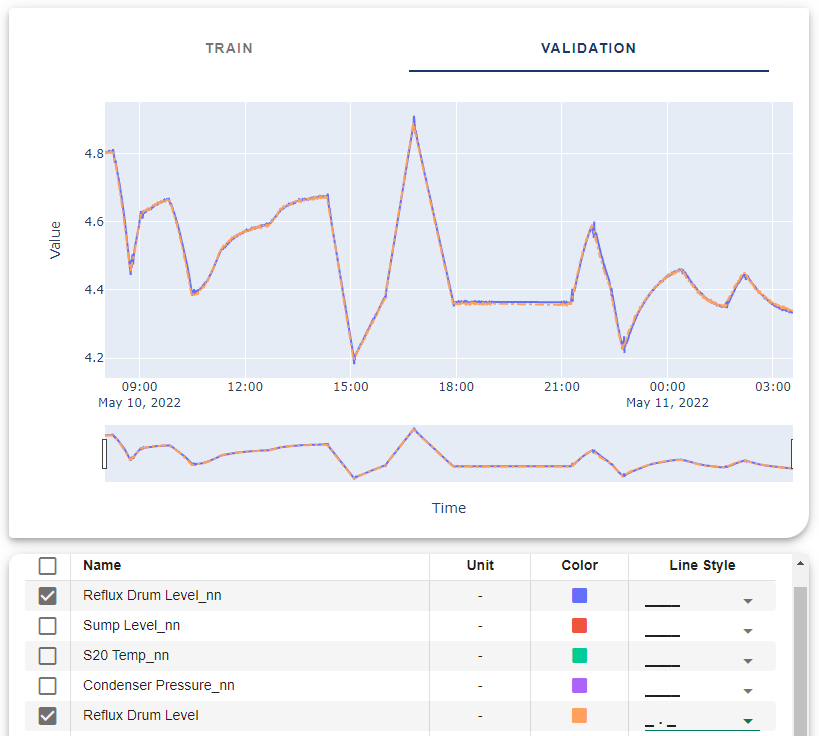 TRAIN VALIDATION
Value
4.8
4.6
4.4
4.2
09:00 12:00 15:00 18:00 21:00 00:00 03:00
May 10, 2022 May 11, 2022
Time
Name Unit Color Line Style
Reflux Drum Level_nn -
Sump Level_nn -
S20 Temp_nn -
Condenser Pressure_nn -
Reflux Drum Level -